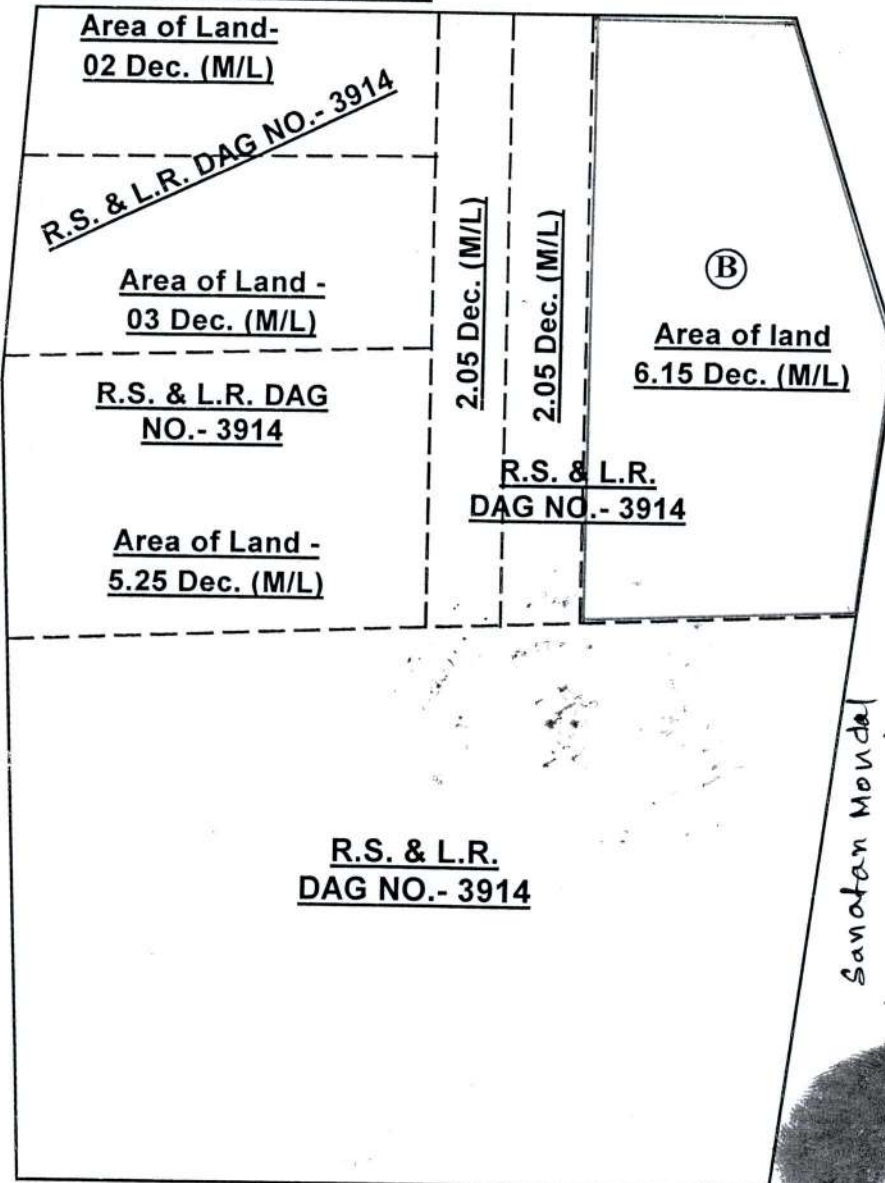 Area of Land-
02 Dec. (M/L)
R.S. & L.R. DAG NO.- 3914
Area of Land -
03 Dec. (M/L)
R.S. & L.R. DAG
NO.- 3914
Area of Land -
5.25 Dec. (M/L)
2.05 Dec. (M/L)
2.05 Dec. (M/L)
B
Area of land
6.15 Dec. (M/L)
R.S. & L.R.
DAG NO.- 3914
R.S. & L.R.
DAG NO.- 3914
Sanatan Mondal